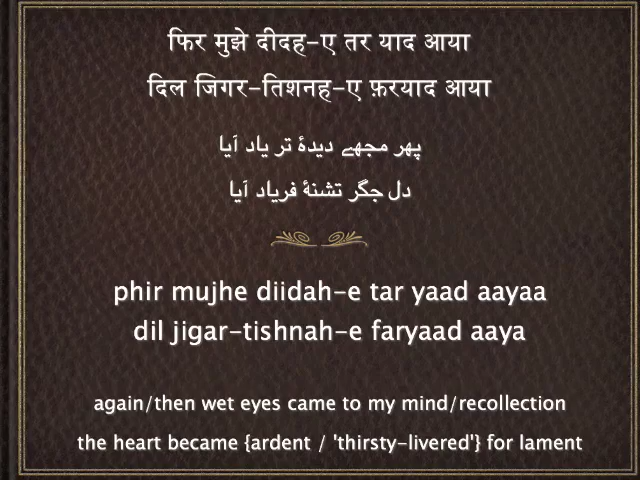 फिर मुझे दीदह-ए तर याद आया
दिल जिगर-तिशनह-ए फ़रयाद आया
پھر مجھے دیدۂ تر یاد آیا
دل جگر تشنۂ فریاد آیا
phir mujhe diidah-e tar yaad aayaa
dil jigar-tishnah-e faryaad aaya
again/then wet eyes came to my mind/recollection
the heart became {ardent / 'thirsty-livered'} for lament